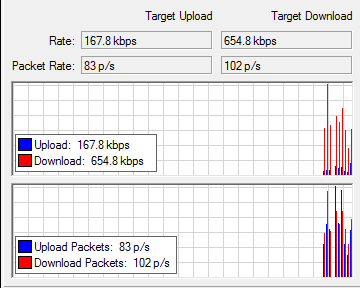 Target Upload Target Download
Rate: 167.8 kbps 654.8 kbps
Packet Rate: 83 p/s 102 p/s
Upload: 167.8 kbps
Download: 654.8 kbps
Upload Packets: 83 p/s
Download Packets: 102 p/s